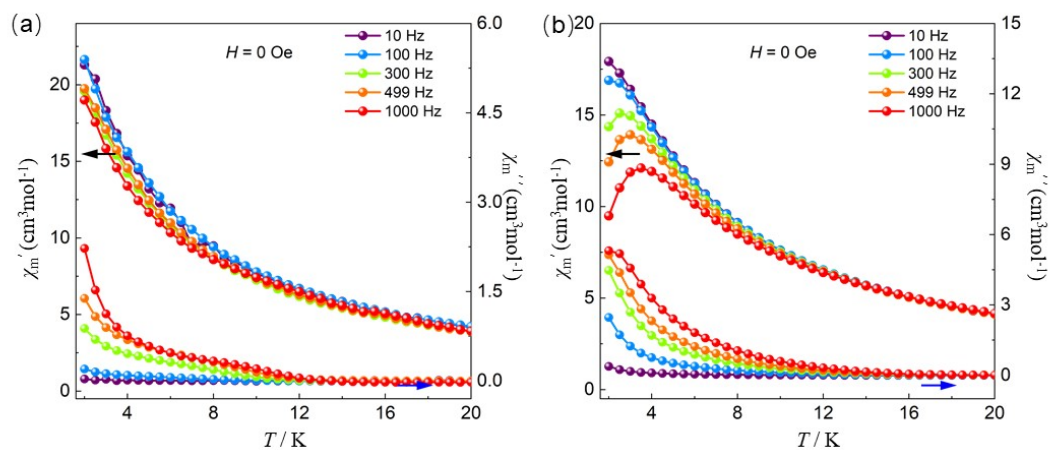 (a)
H = 0 Oe
10 Hz
100 Hz
300 Hz
499 Hz
1000 Hz
χm′ (cm³mol⁻¹)
0
5
10
15
20
χm′′ (cm³mol⁻¹)
0.0
1.5
3.0
4.5
6.0
4
8
12
16
20
T / K
(b)
H = 0 Oe
10 Hz
100 Hz
300 Hz
499 Hz
1000 Hz
χm′ (cm³mol⁻¹)
0
5
10
15
20
χm′′ (cm³mol⁻¹)
0
3
6
9
12
15
4
8
12
16
20
T / K